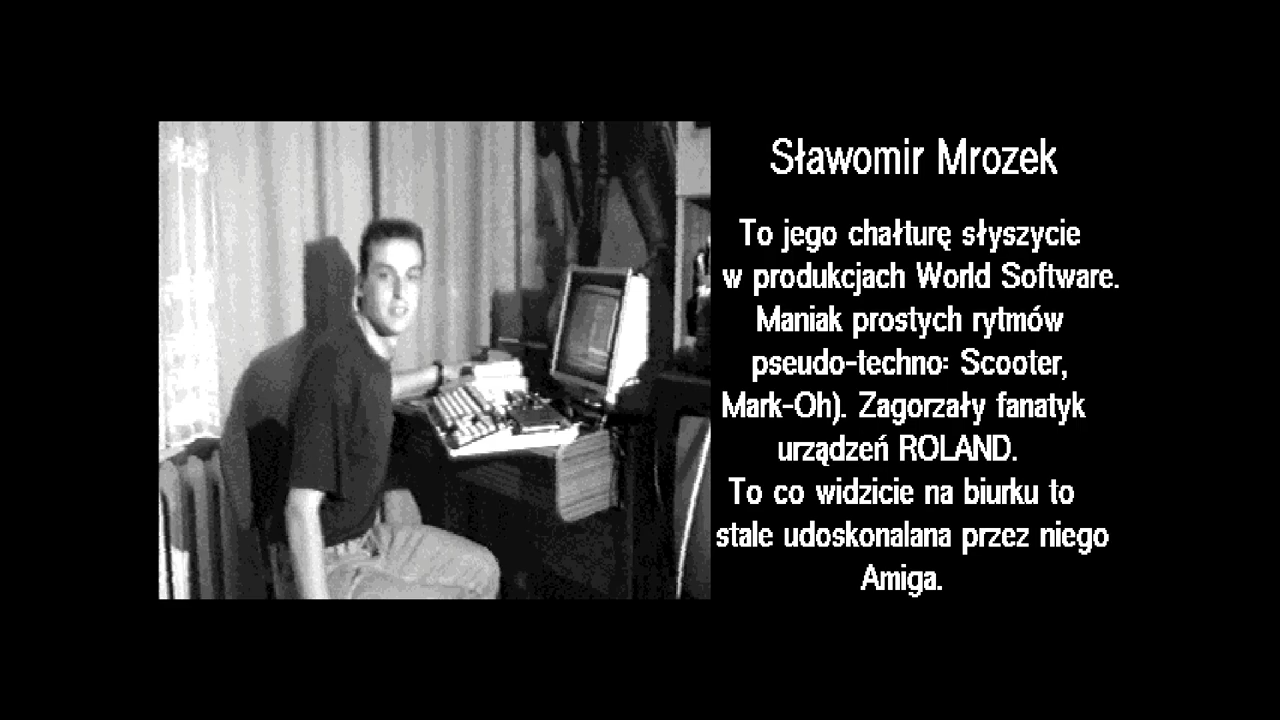 Sławomir Mrozek
To jego chałturę słyszycie
w produkcjach World Software.
Maniak prostych rytmów
pseudo-techno: Scooter,
Mark-Oh). Zagorzały fanatyk
urządzeń ROLAND.
To co widzicie na biurku to
stale udoskonalana przez niego
Amiga.